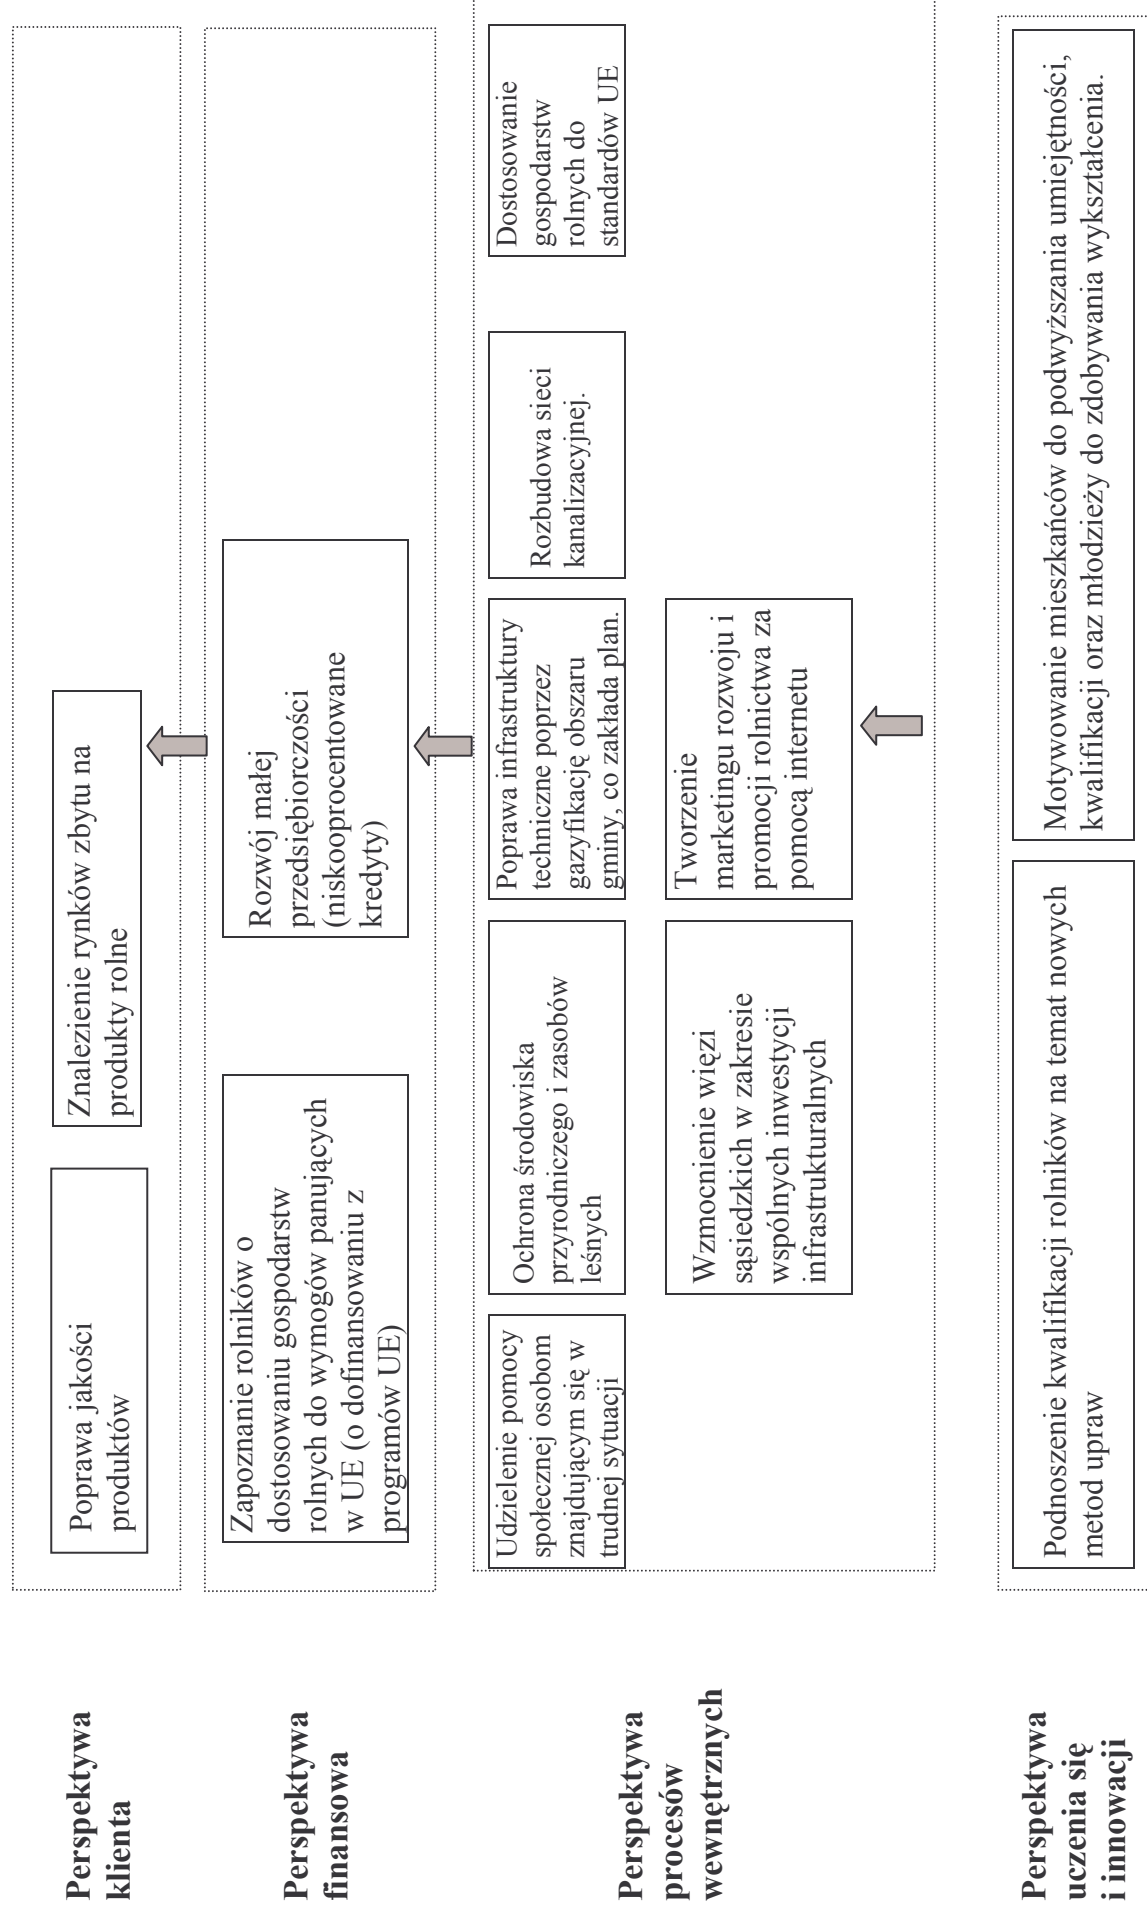 Perspektywa
klienta
Poprawa jakości
produktów
Znalezienie rynków zbytu na
produkty rolne
Perspektywa
finansowa
Zapoznanie rolników o
dostosowaniu gospodarstw
rolnych do wymogów panujących
w UE (o dofinansowaniu z
programów UE)
Rozwój małej
przedsiębiorczości
(niskooprocentowane
kredyty)
Perspektywa
procesów
wewnętrznych
Udzielenie pomocy
społecznej osobom
znajdującym się w
trudnej sytuacji
Ochrona środowiska
przyrodniczego i zasobów
leśnych
Poprawa infrastruktury
techniczne poprzez
gazyfikację obszaru
gminy, co zakłada plan.
Rozbudowa sieci
kanalizacyjnej.
Dostosowanie
gospodarstw
rolnych do
standardów UE
Wzmocnienie więzi
sąsiedzkich w zakresie
wspólnych inwestycji
infrastrukturalnych
Tworzenie
marketingu rozwoju i
promocji rolnictwa za
pomocą internetu
Perspektywa
uczenia się
i innowacji
Podnoszenie kwalifikacji rolników na temat nowych
metod upraw
Motywowanie mieszkańców do podwyższania umiejętności,
kwalifikacji oraz młodzieży do zdobywania wykształcenia.